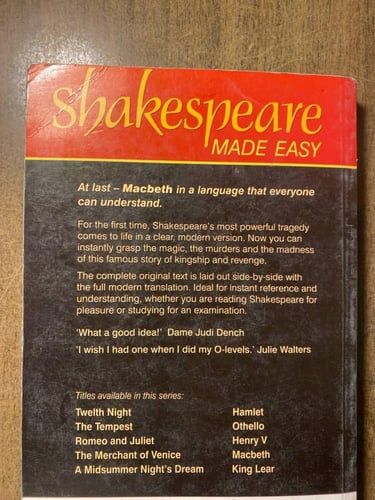 Shakespeare
MADE EASY
At last – Macbeth in a language that everyone
can understand.
For the first time, Shakespeare's most powerful tragedy
comes to life in a clear, modern version. Now you can
instantly grasp the magic, the murders and the madness
of this famous story of kingship and revenge.
The complete original text is laid out side-by-side with
the full modern translation. Ideal for instant reference and
understanding, whether you are reading Shakespeare for
pleasure or studying for an examination.
'What a good idea!' Dame Judi Dench
'I wish I had one when I did my O-levels.' Julie Walters
Titles available in this series:
Twelth Night Hamlet
The Tempest Othello
Romeo and Juliet Henry V
The Merchant of Venice Macbeth
A Midsummer Night's Dream King Lear